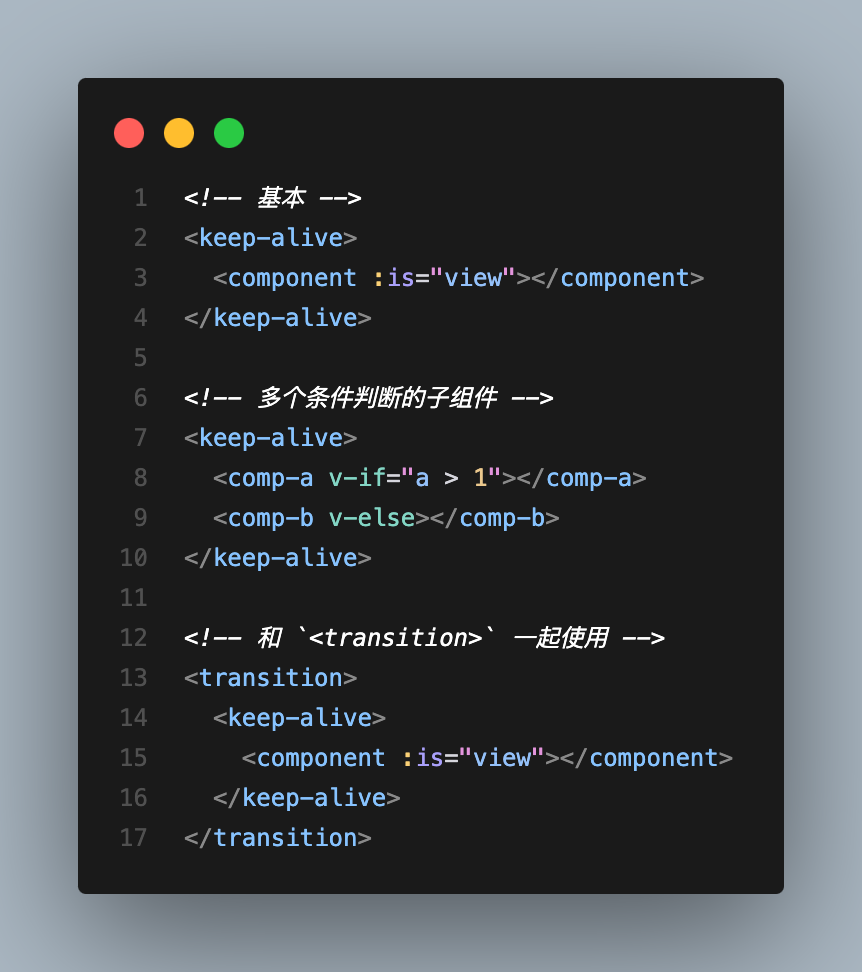 1 <!-- 基本 -->
2 <keep-alive>
3   <component :is="view"></component>
4 </keep-alive>
5
6 <!-- 多个条件判断的子组件 -->
7 <keep-alive>
8   <comp-a v-if="a > 1"></comp-a>
9   <comp-b v-else></comp-b>
10 </keep-alive>
11
12 <!-- 和 `<transition>` 一起使用 -->
13 <transition>
14   <keep-alive>
15     <component :is="view"></component>
16   </keep-alive>
17 </transition>